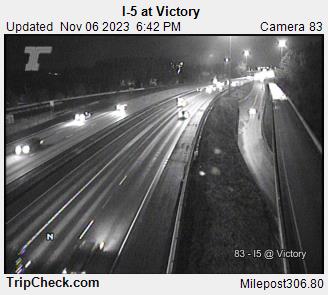 I-5 at Victory
Updated Nov 06 2023 6:42 PM Camera 83
T
N
83 - I5 @ Victory
TripCheck.com Milepost306.80